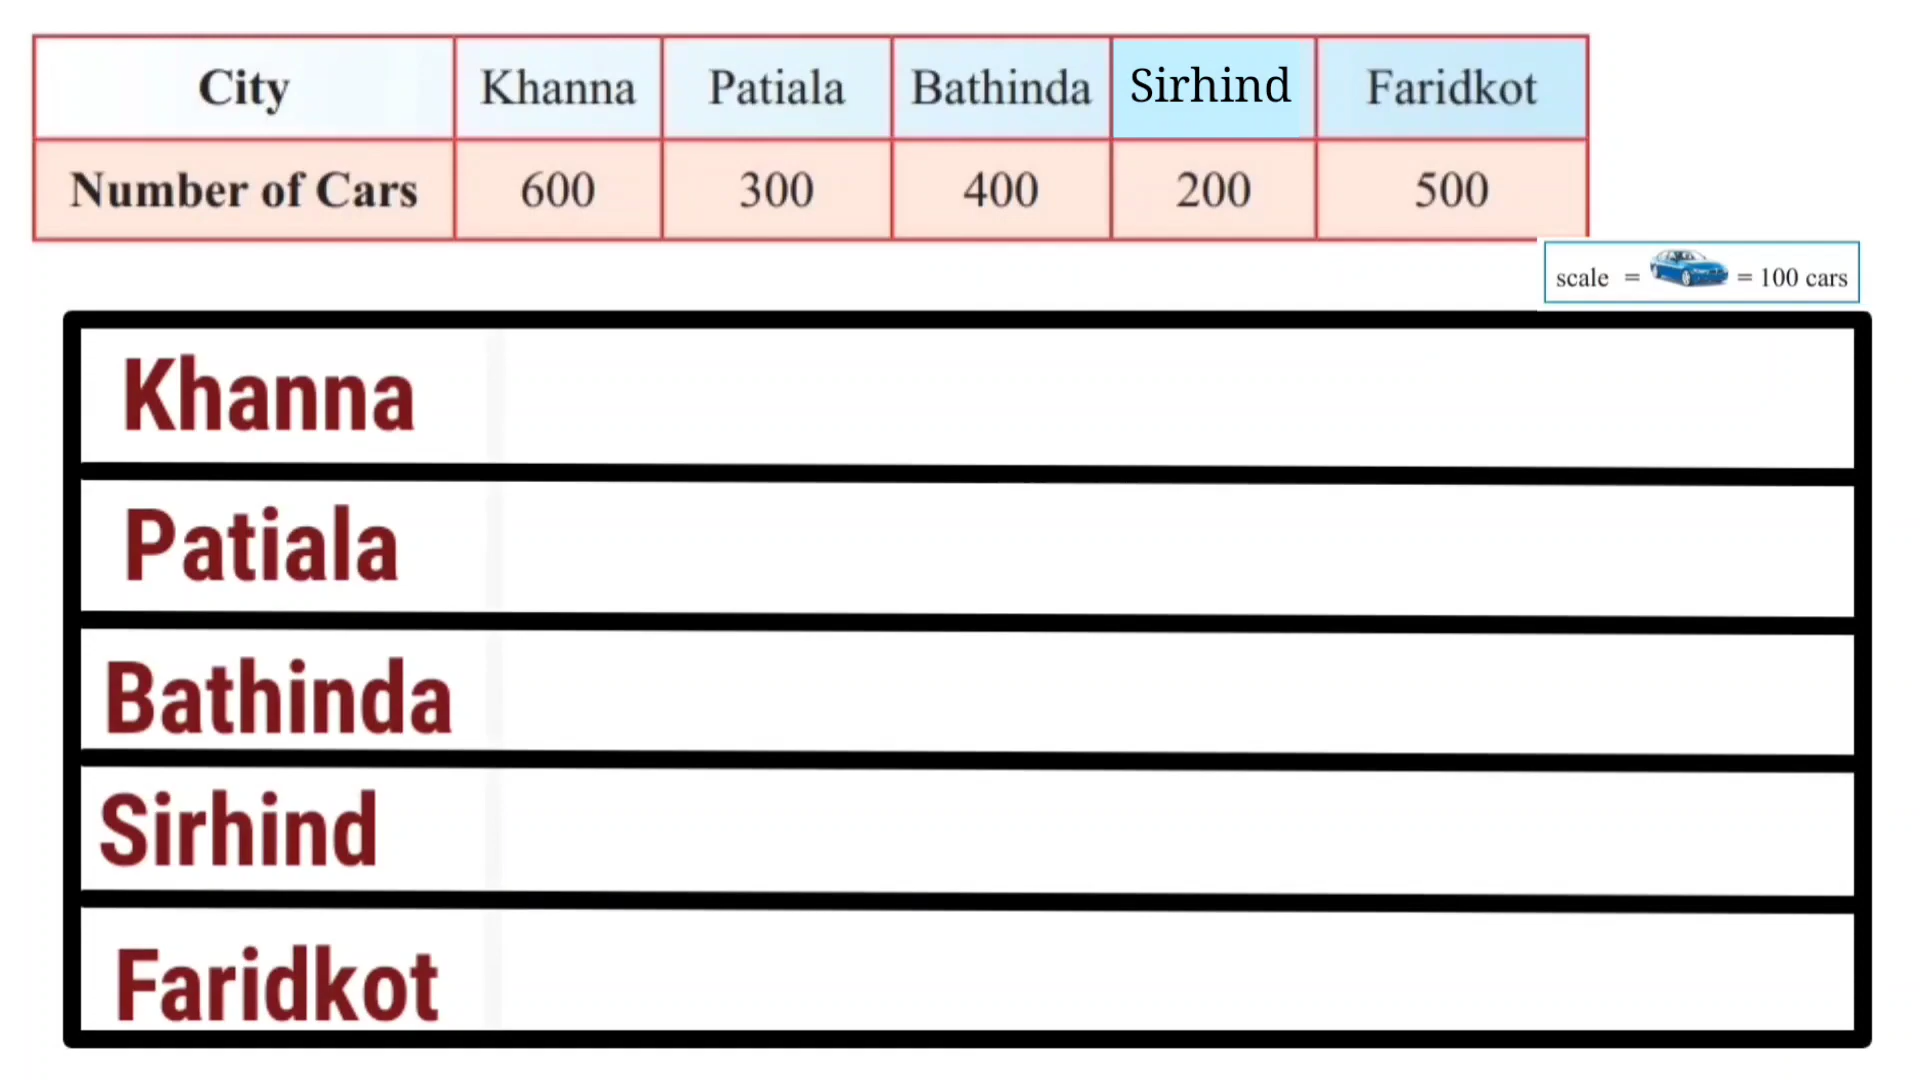 City Khanna Patiala Bathinda Sirhind Faridkot
Number of Cars 600 300 400 200 500
scale = = 100 cars
Khanna
Patiala
Bathinda
Sirhind
Faridkot